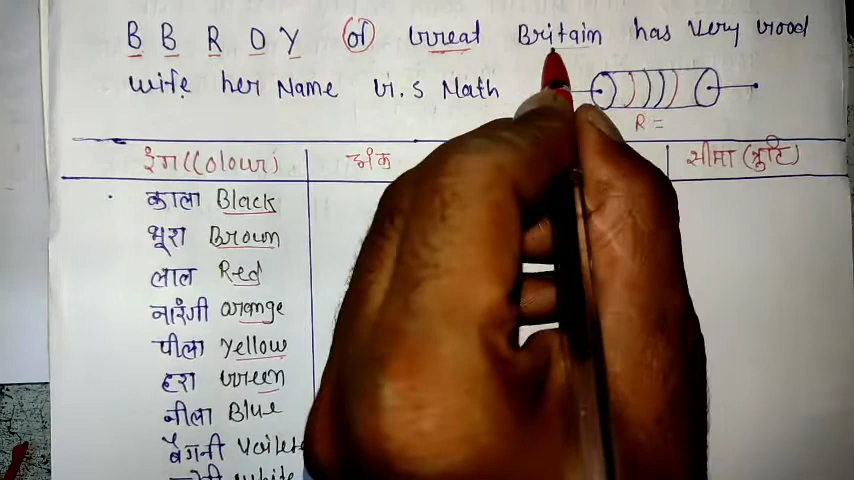 B B R O Y of Great Britain has Very Good
wife her Name G.S Math
R =
रंग (Colour) अंक सीमा (त्रुटि)
काला Black
भूरा Brown
लाल Red
नारंगी orange
पीला Yellow
हरा Green
नीला Blue
बैगनी
White